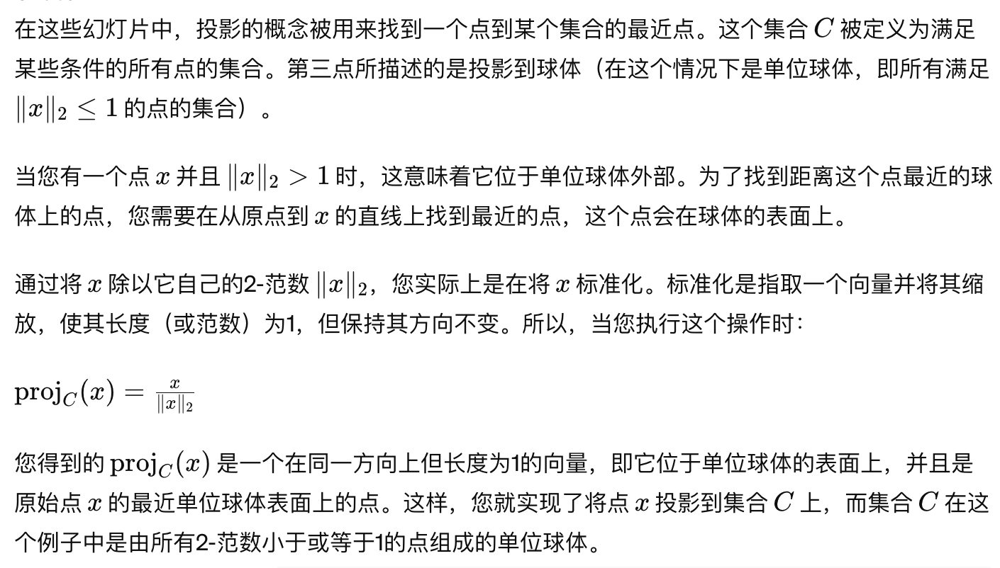 在这些幻灯片中，投影的概念被用来找到一个点到某个集合的最近点。这个集合 C 被定义为满足
某些条件的所有点的集合。第三点所描述的是投影到球体（在这个情况下是单位球体，即所有满足
‖x‖₂ ≤ 1 的点的集合）。
当您有一个点 x 并且 ‖x‖₂ > 1 时，这意味着它位于单位球体外部。为了找到距离这个点最近的球
体上的点，您需要在从原点到 x 的直线上找到最近的点，这个点会在球体的表面上。
通过将 x 除以它自己的2-范数 ‖x‖₂，您实际上是在将 x 标准化。标准化是指取一个向量并将其缩
放，使其长度（或范数）为1，但保持其方向不变。所以，当您执行这个操作时：
proj_C(x) = x/‖x‖₂
您得到的 proj_C(x) 是一个在同一方向上但长度为1的向量，即它位于单位球体的表面上，并且是
原始点 x 的最近单位球体表面上的点。这样，您就实现了将点 x 投影到集合 C 上，而集合 C 在这
个例子中是由所有2-范数小于或等于1的点组成的单位球体。